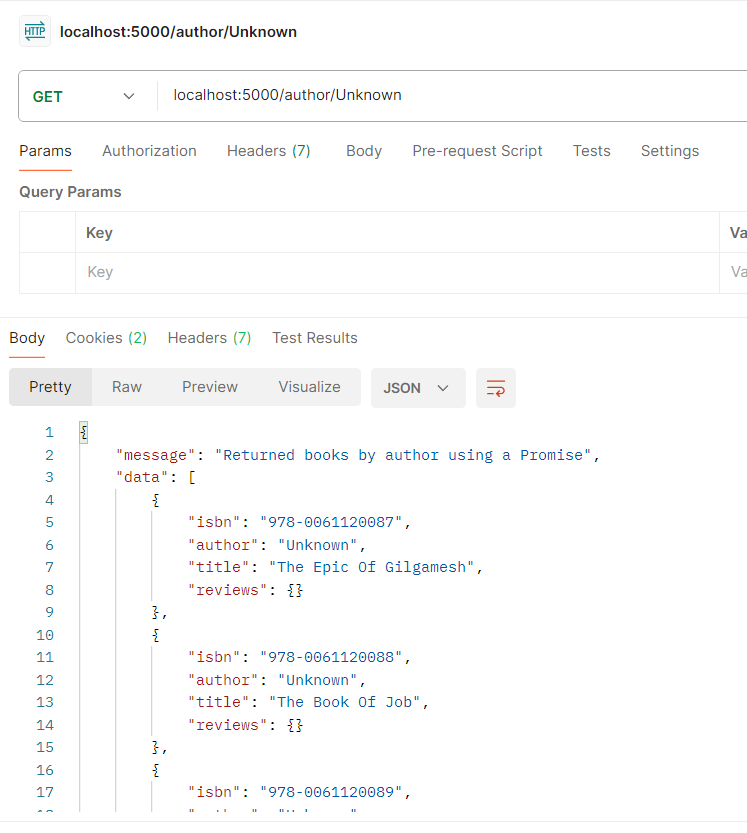 HTTP localhost:5000/author/Unknown
GET localhost:5000/author/Unknown
Params Authorization Headers (7) Body Pre-request Script Tests Settings
Query Params
Key Va
Key Va
Body Cookies (2) Headers (7) Test Results
Pretty Raw Preview Visualize JSON
1 {
2 "message": "Returned books by author using a Promise",
3 "data": [
4 {
5 "isbn": "978-0061120087",
6 "author": "Unknown",
7 "title": "The Epic Of Gilgamesh",
8 "reviews": {}
9 },
10 {
11 "isbn": "978-0061120088",
12 "author": "Unknown",
13 "title": "The Book Of Job",
14 "reviews": {}
15 },
16 {
17 "isbn": "978-0061120089",